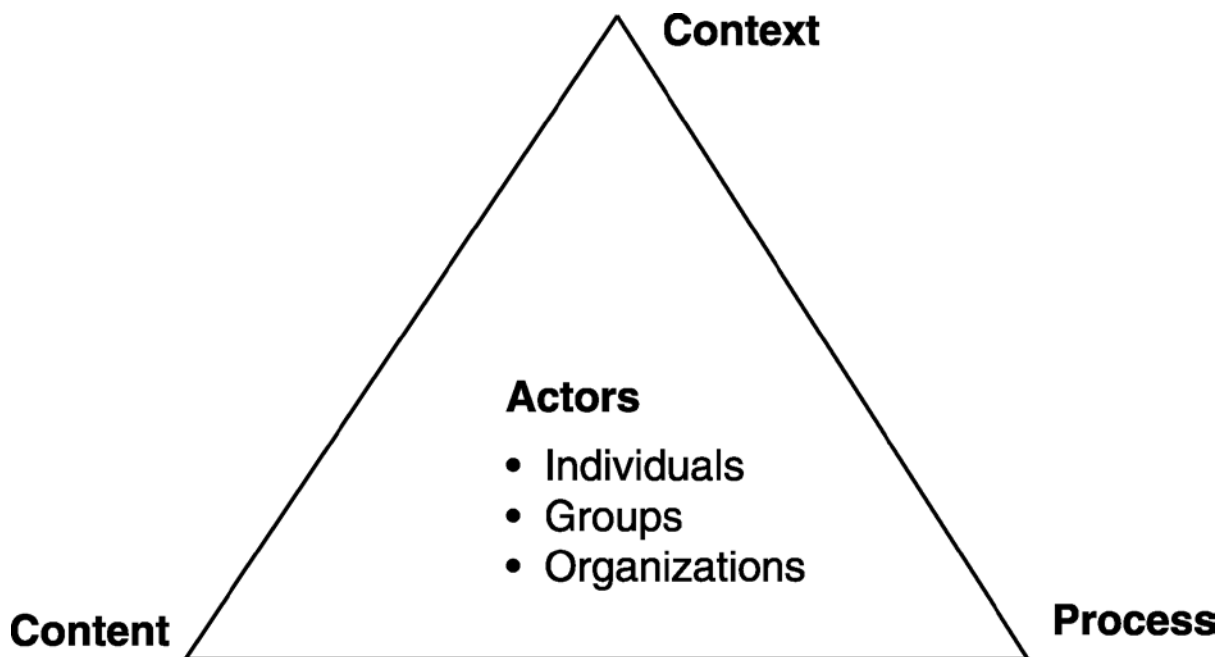 Context
Actors
• Individuals
• Groups
• Organizations
Content
Process